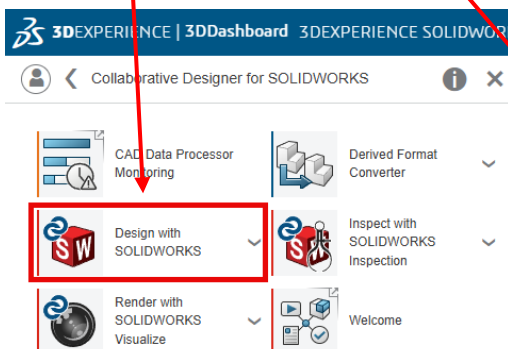 3DEXPERIENCE | 3DDashboard 3DEXPERIENCE SOLIDWOR
Collaborative Designer for SOLIDWORKS
CAD Data Processor
Monitoring
Derived Format
Converter
Design with
SOLIDWORKS
Inspect with
SOLIDWORKS
Inspection
Render with
SOLIDWORKS
Visualize
Welcome